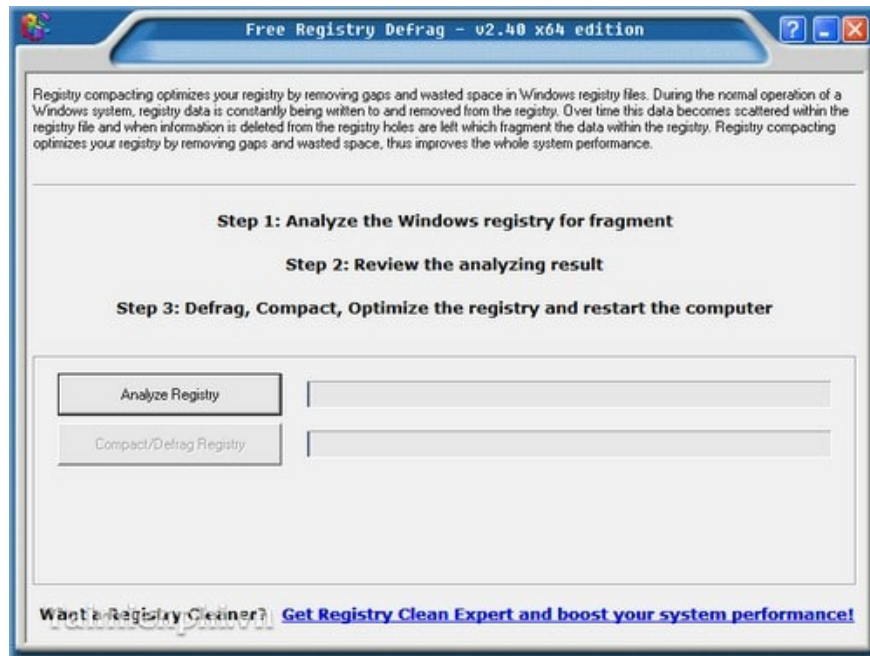 Free Registry Defrag - v2.40 x64 edition
Registry compacting optimizes your registry by removing gaps and wasted space in Windows registry files. During the normal operation of a
Windows system, registry data is constantly being written to and removed from the registry. Over time this data becomes scattered within the
registry file and when information is deleted from the registry holes are left which fragment the data within the registry. Registry compacting
optimizes your registry by removing gaps and wasted space, thus improves the whole system performance.
Step 1: Analyze the Windows registry for fragment
Step 2: Review the analyzing result
Step 3: Defrag, Compact, Optimize the registry and restart the computer
Analyze Registry
Compact/Defrag Registry
Want a Registry Cleaner? Get Registry Clean Expert and boost your system performance!
Taimienphi.vn